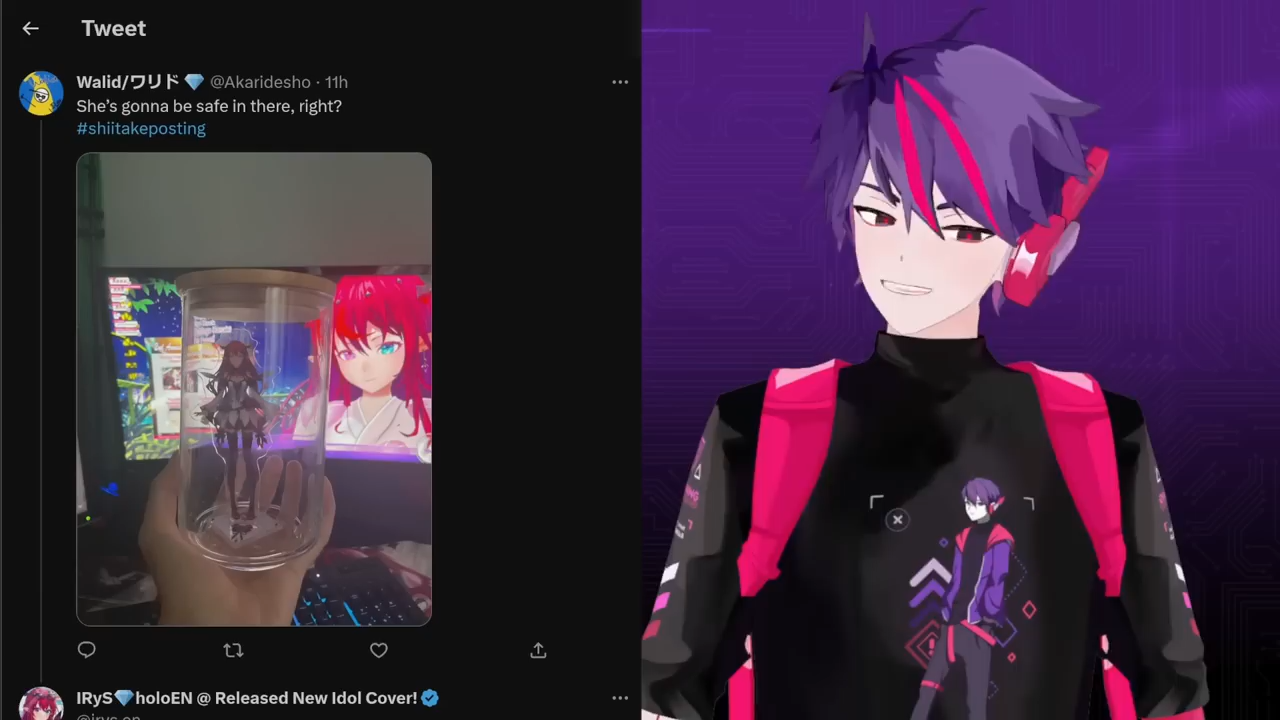 Tweet
Walid/ワリド💎 @Akaridesho · 11h
She's gonna be safe in there, right?
#shiitakeposting
IRyS💎holoEN @ Released New Idol Cover!